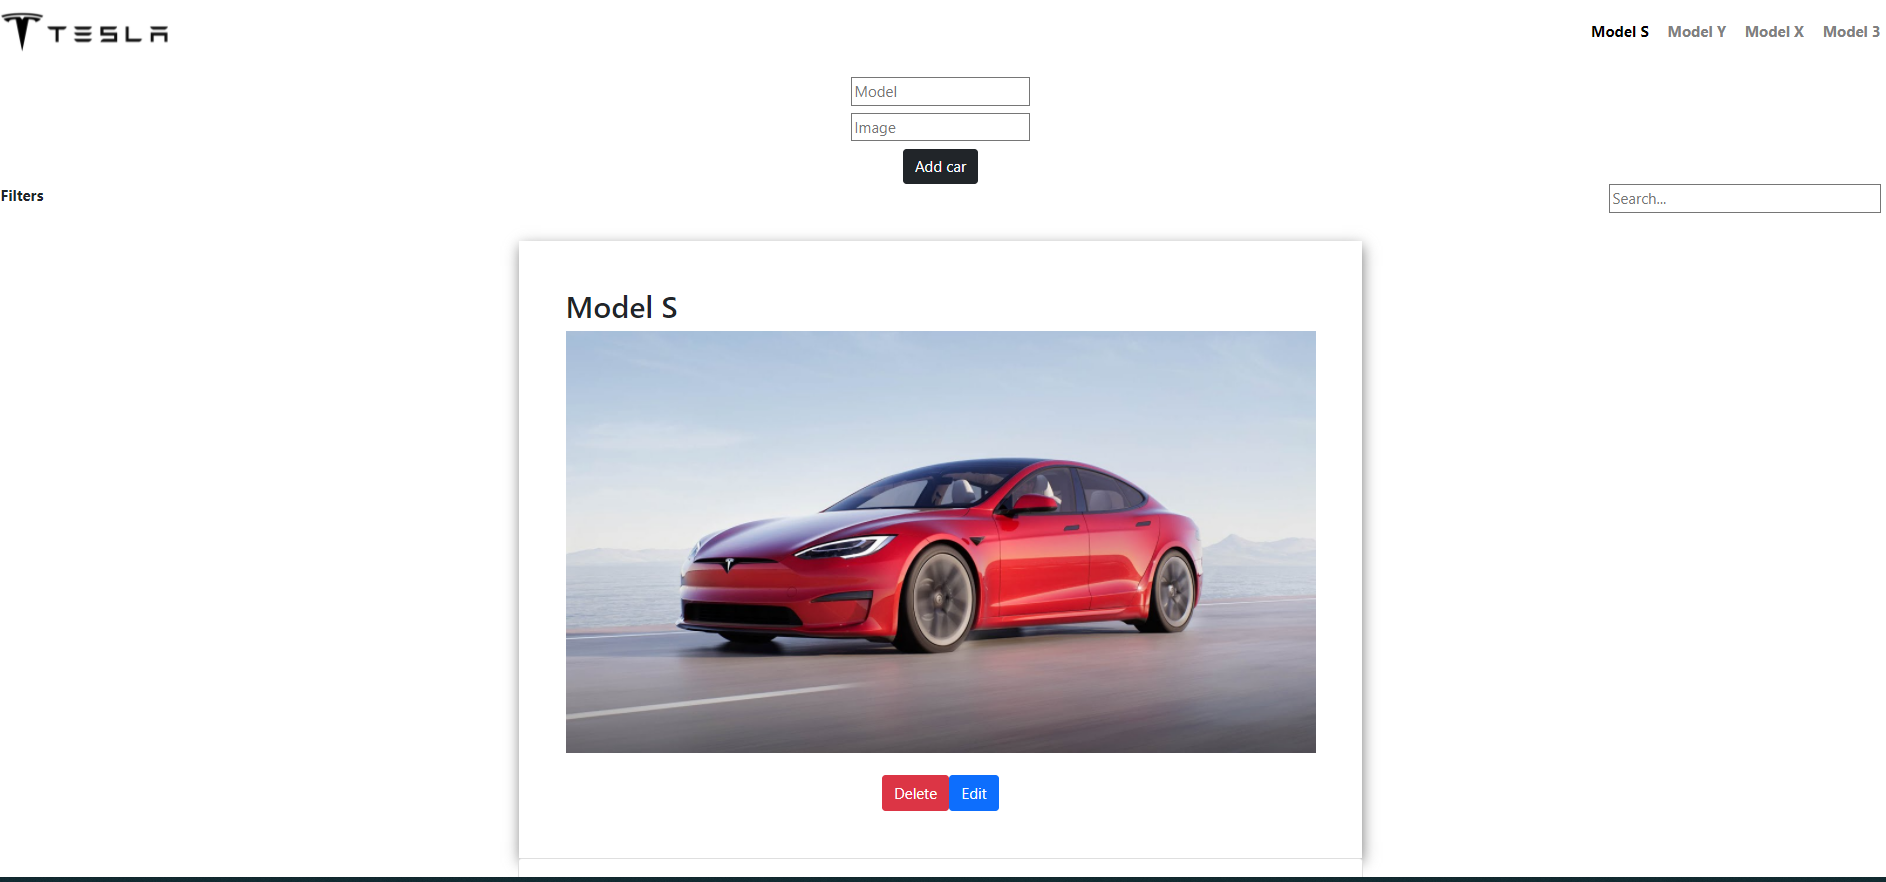 TESLA
Model S Model Y Model X Model 3
Model
Image
Add car
Filters
Search...
Model S
Delete Edit